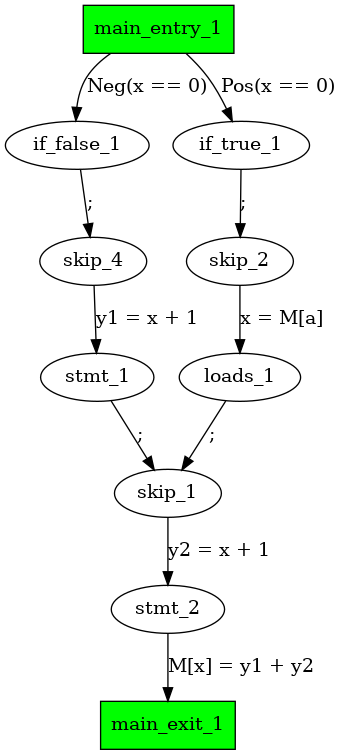 main_entry_1
Neg(x == 0)
Pos(x == 0)
if_false_1
if_true_1
;
;
skip_4
skip_2
y1 = x + 1
x = M[a]
stmt_1
loads_1
;
;
skip_1
y2 = x + 1
stmt_2
M[x] = y1 + y2
main_exit_1